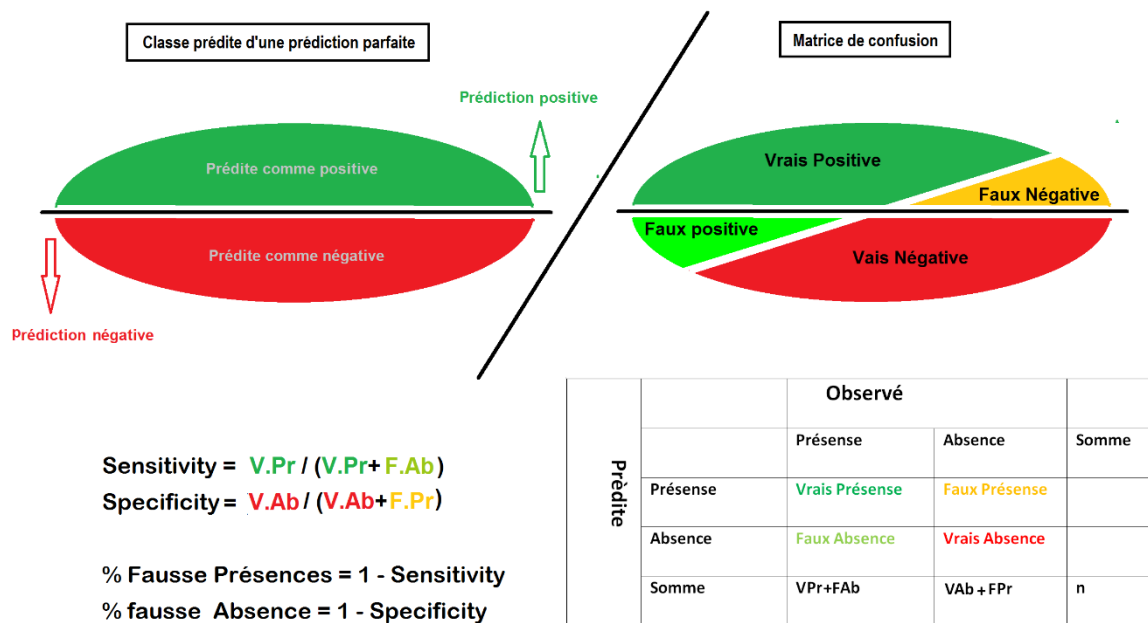 Classe prédite d'une prédiction parfaite
Matrice de confusion
Prédiction positive
Prédite comme positive
Prédite comme négative
Prédiction négative
Vrais Positive
Faux Négative
Faux positive
Vais Négative
Sensitivity = V.Pr / (V.Pr+ F.Ab)
Specificity = V.Ab / (V.Ab+F.Pr)
% Fausse Présences = 1 - Sensitivity
% fausse Absence = 1 - Specificity
Prèdite
Observé
Présense Absence Somme
Présense Vrais Présense Faux Présense
Absence Faux Absence Vrais Absence
Somme VPr+FAb VAb + FPr n